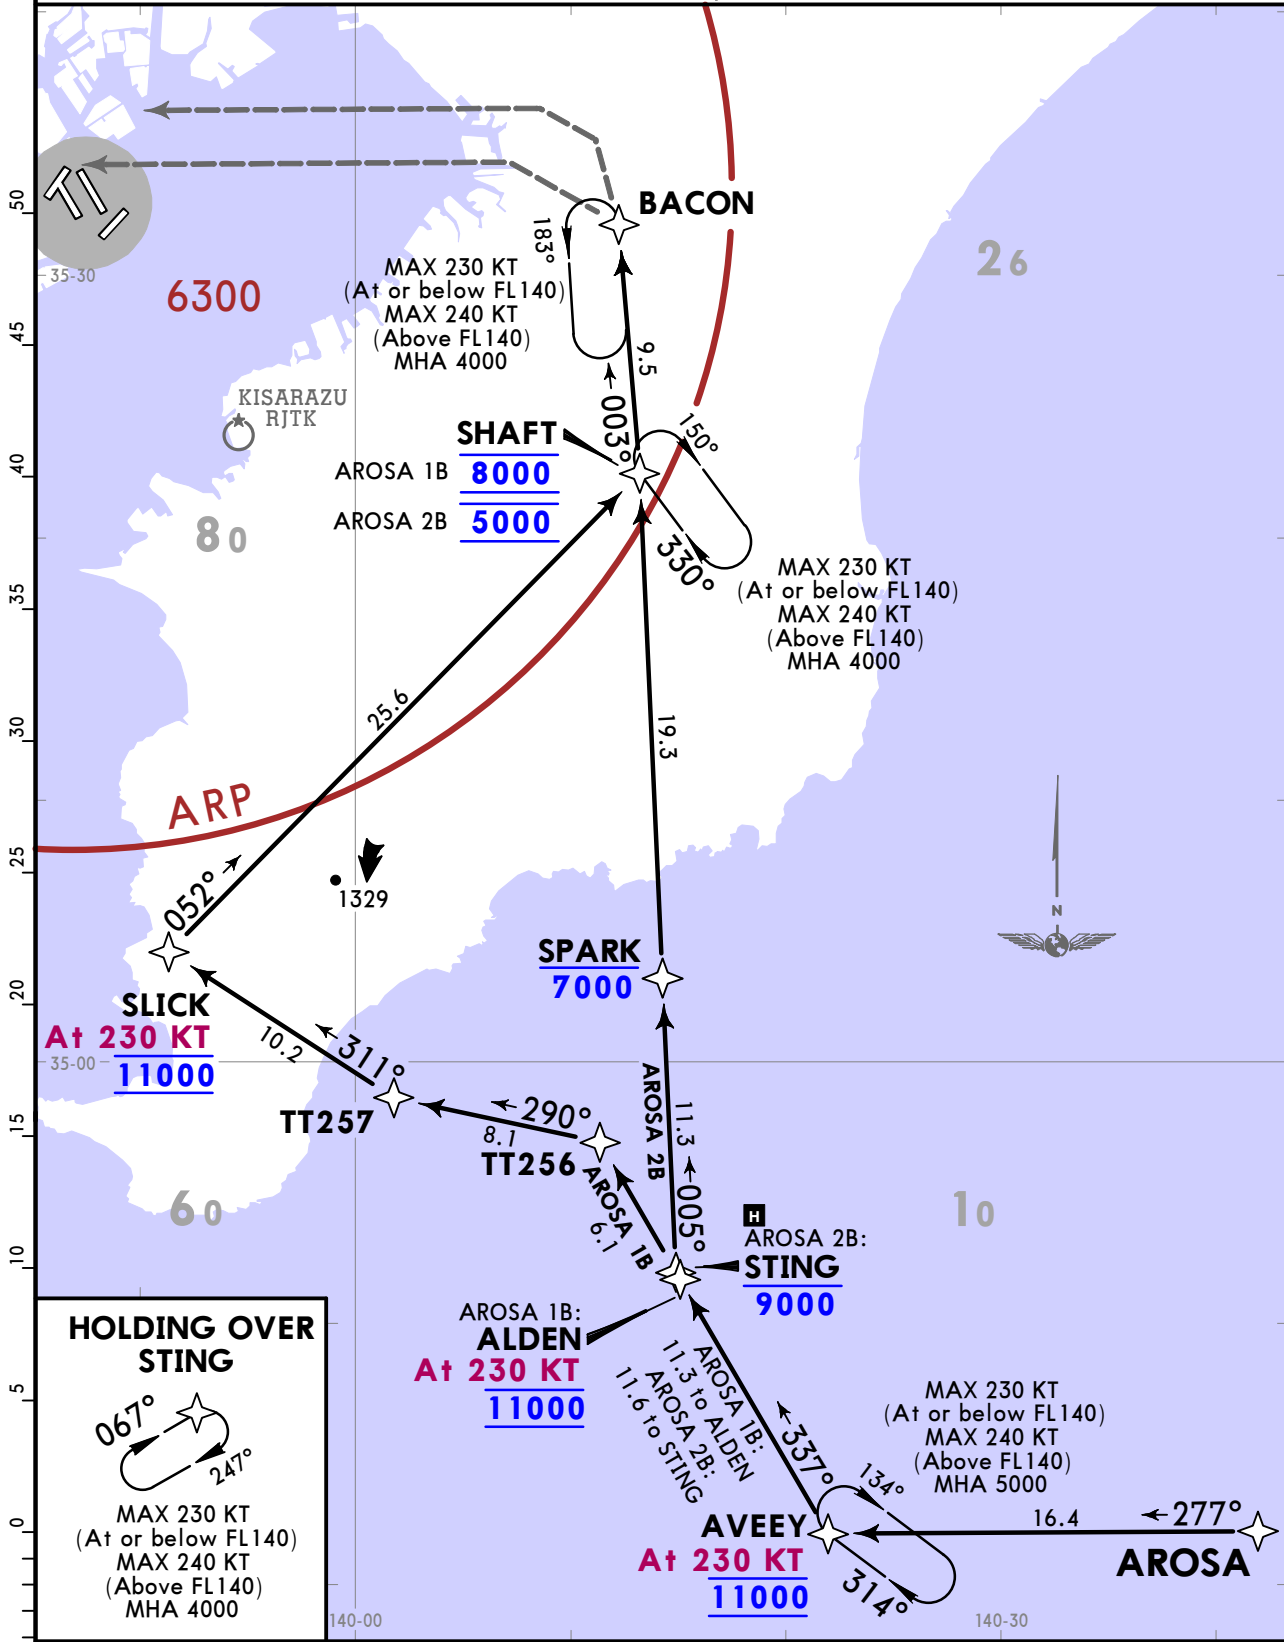 BACON
50
183°
26
35-30
MAX 230 KT
(At or below FL140)
MAX 240 KT
(Above FL140)
MHA 4000
6300
45
9.5
KISARAZU
RJTK
003°
SHAFT
150°
AROSA 1B 8000
AROSA 2B 5000
40
80
330°
MAX 230 KT
(At or below FL140)
MAX 240 KT
(Above FL140)
MHA 4000
35
25.6
19.3
30
ARP
25
1329
052°
N
SPARK
7000
SLICK
At 230 KT
11000
20
10.2
311°
35-00
AROSA 2B
11.3
005°
TT257
290°
8.1
TT256
15
AROSA 1B
6.1
60
10
H
AROSA 2B:
STING
9000
10
AROSA 1B:
ALDEN
At 230 KT
11000
HOLDING OVER
STING
067°
247°
MAX 230 KT
(At or below FL140)
MAX 240 KT
(Above FL140)
MHA 4000
5
AROSA 1B:
11.3 to ALDEN
AROSA 2B:
11.6 to STING
337°
MAX 230 KT
(At or below FL140)
MAX 240 KT
(Above FL140)
MHA 5000
134°
0
AVEEY
At 230 KT
11000
314°
16.4
277°
AROSA
140-00
140-30